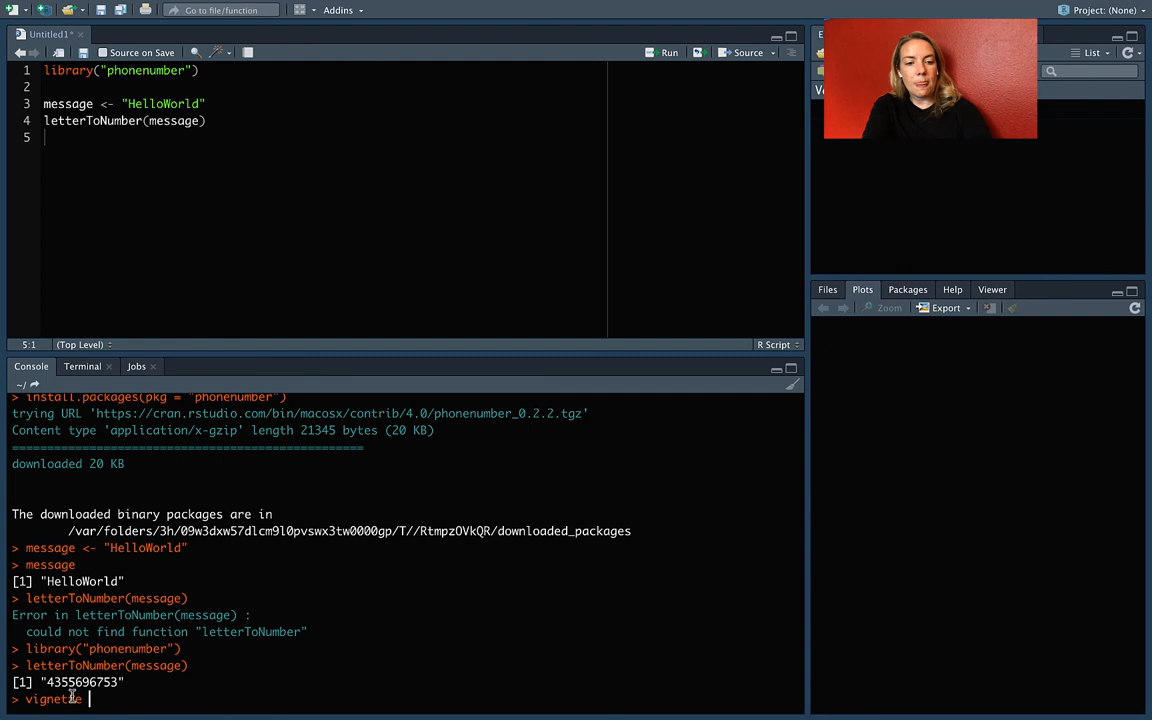 Go to file/function
Addins
Project: (None)
Untitled1*
Source on Save
Run
Source
List
1 library("phonenumber")
2
3 message <- "HelloWorld"
4 letterToNumber(message)
5
5:1
(Top Level)
R Script
Files
Plots
Packages
Help
Viewer
Zoom
Export
Console
Terminal
Jobs
~/
> install.packages(pkg = "phonenumber")
trying URL 'https://cran.rstudio.com/bin/macosx/contrib/4.0/phonenumber_0.2.2.tgz'
Content type 'application/x-gzip' length 21345 bytes (20 KB)
==================================================
downloaded 20 KB
The downloaded binary packages are in
/var/folders/3h/09w3dxw57dlcm9l0pvswx3tw0000gp/T//RtmpzOVkQR/downloaded_packages
> message <- "HelloWorld"
> message
[1] "HelloWorld"
> letterToNumber(message)
Error in letterToNumber(message) :
could not find function "letterToNumber"
> library("phonenumber")
> letterToNumber(message)
[1] "4355696753"
> vignette